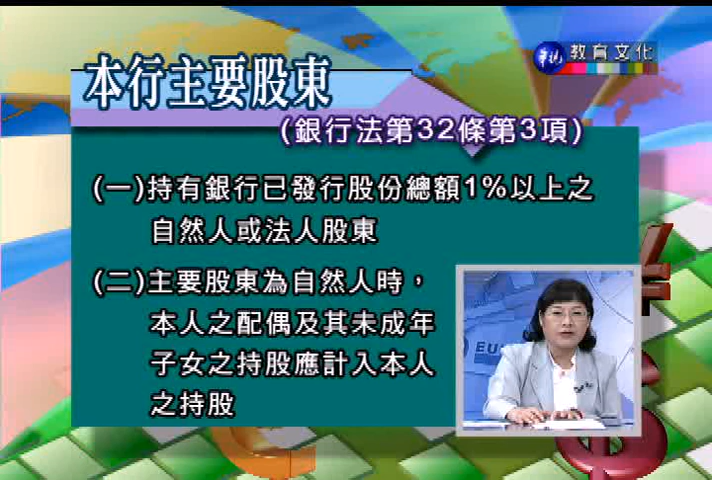 華視 教育文化
本行主要股東
(銀行法第32條第3項)
(一)持有銀行已發行股份總額1%以上之
自然人或法人股東
(二)主要股東為自然人時，
本人之配偶及其未成年
子女之持股應計入本人
之持股
EU